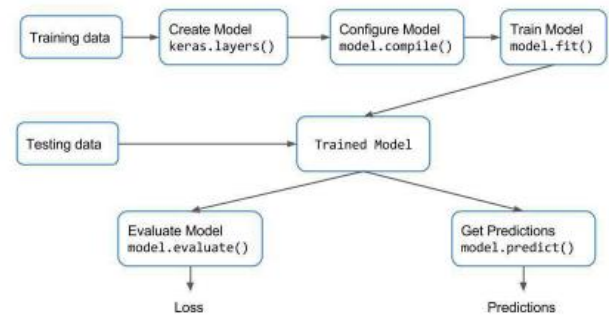 Training data
Create Model
keras.layers()
Configure Model
model.compile()
Train Model
model.fit()
Testing data
Trained Model
Evaluate Model
model.evaluate()
Get Predictions
model.predict()
Loss
Predictions